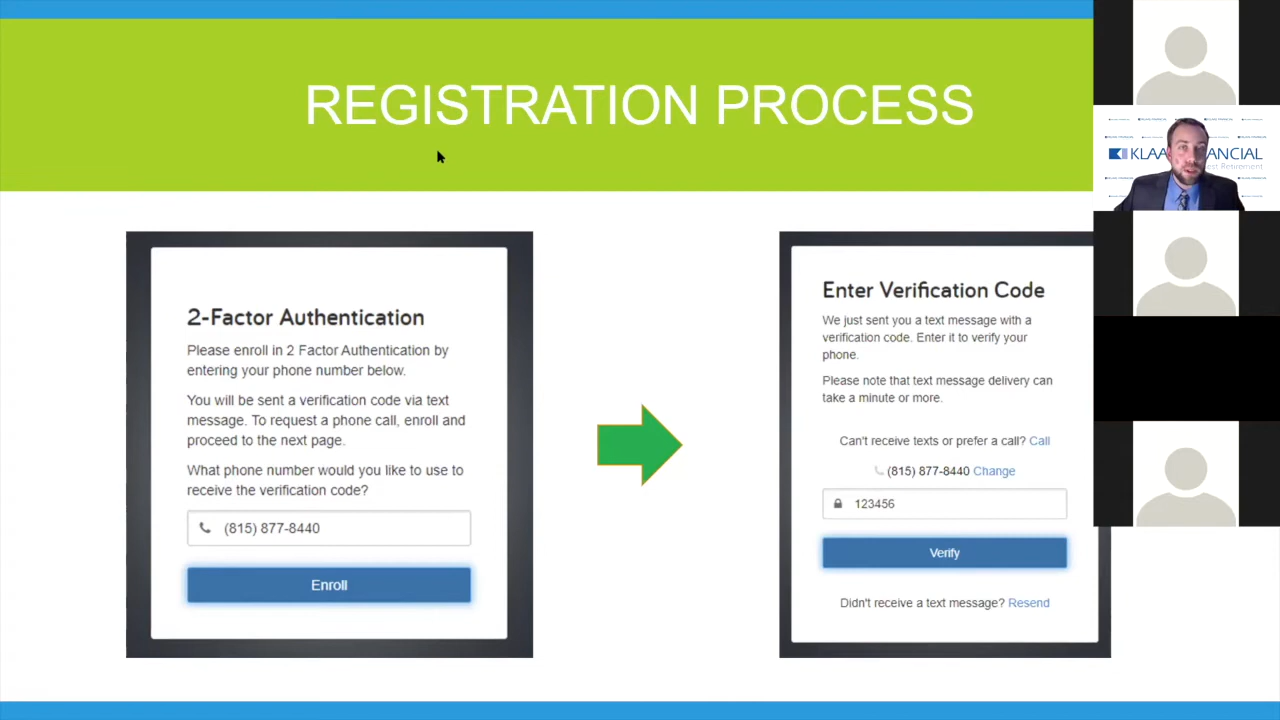 REGISTRATION PROCESS
2-Factor Authentication
Please enroll in 2 Factor Authentication by
entering your phone number below.
You will be sent a verification code via text
message. To request a phone call, enroll and
proceed to the next page.
What phone number would you like to use to
receive the verification code?
(815) 877-8440
Enroll
Enter Verification Code
We just sent you a text message with a
verification code. Enter it to verify your
phone.
Please note that text message delivery can
take a minute or more.
Can't receive texts or prefer a call? Call
(815) 877-8440 Change
123456
Verify
Didn't receive a text message? Resend